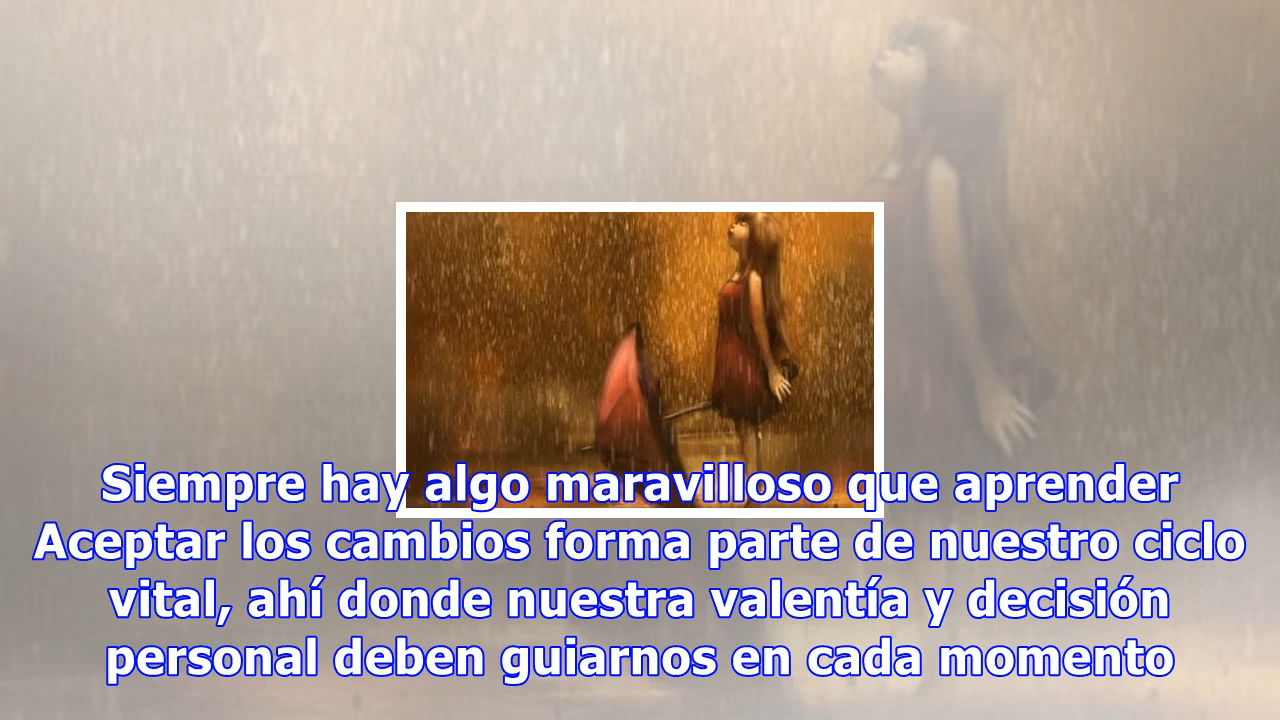 Siempre hay algo maravilloso que aprender
Aceptar los cambios forma parte de nuestro ciclo
vital, ahí donde nuestra valentía y decisión
personal deben guiarnos en cada momento